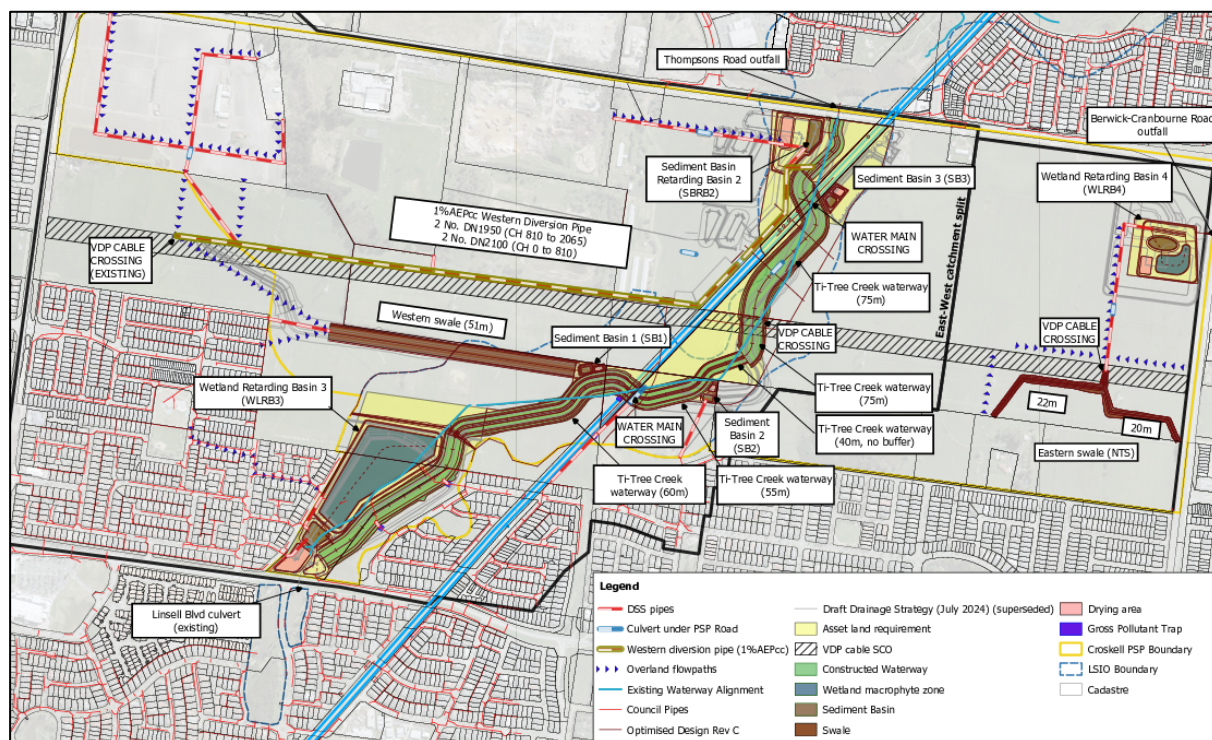 Thompsons Road outfall
Berwick-Cranbourne Road
outfall
Sediment Basin
Retarding Basin 2
(SBRB2)
Sediment Basin 3 (SB3)
Wetland Retarding Basin 4
(WLRB4)
1%AEPcc Western Diversion Pipe
2 No. DN1950 (CH 810 to 2065)
2 No. DN2100 (CH 0 to 810)
WATER MAIN
CROSSING
VDP CABLE
CROSSING
(EXISTING)
Ti-Tree Creek waterway
(75m)
East-West catchment split
Western swale (51m)
Sediment Basin 1 (SB1)
VDP CABLE
CROSSING
VDP CABLE
CROSSING
Wetland Retarding Basin 3
(WLRB3)
Ti-Tree Creek waterway
(75m)
22m
WATER MAIN
CROSSING
Sediment
Basin 2
(SB2)
Ti-Tree Creek waterway
(40m, no buffer)
20m
Eastern swale (NTS)
Ti-Tree Creek
waterway (60m)
Ti-Tree Creek waterway
(55m)
Linsell Blvd culvert
(existing)
Legend
DSS pipes
Culvert under PSP Road
Western diversion pipe (1%AEPcc)
Overland flowpaths
Existing Waterway Alignment
Council Pipes
Optimised Design Rev C
Draft Drainage Strategy (July 2024) (superseded)
Asset land requirement
VDP cable SCO
Constructed Waterway
Wetland macrophyte zone
Sediment Basin
Swale
Drying area
Gross Pollutant Trap
Croskell PSP Boundary
LSIO Boundary
Cadastre